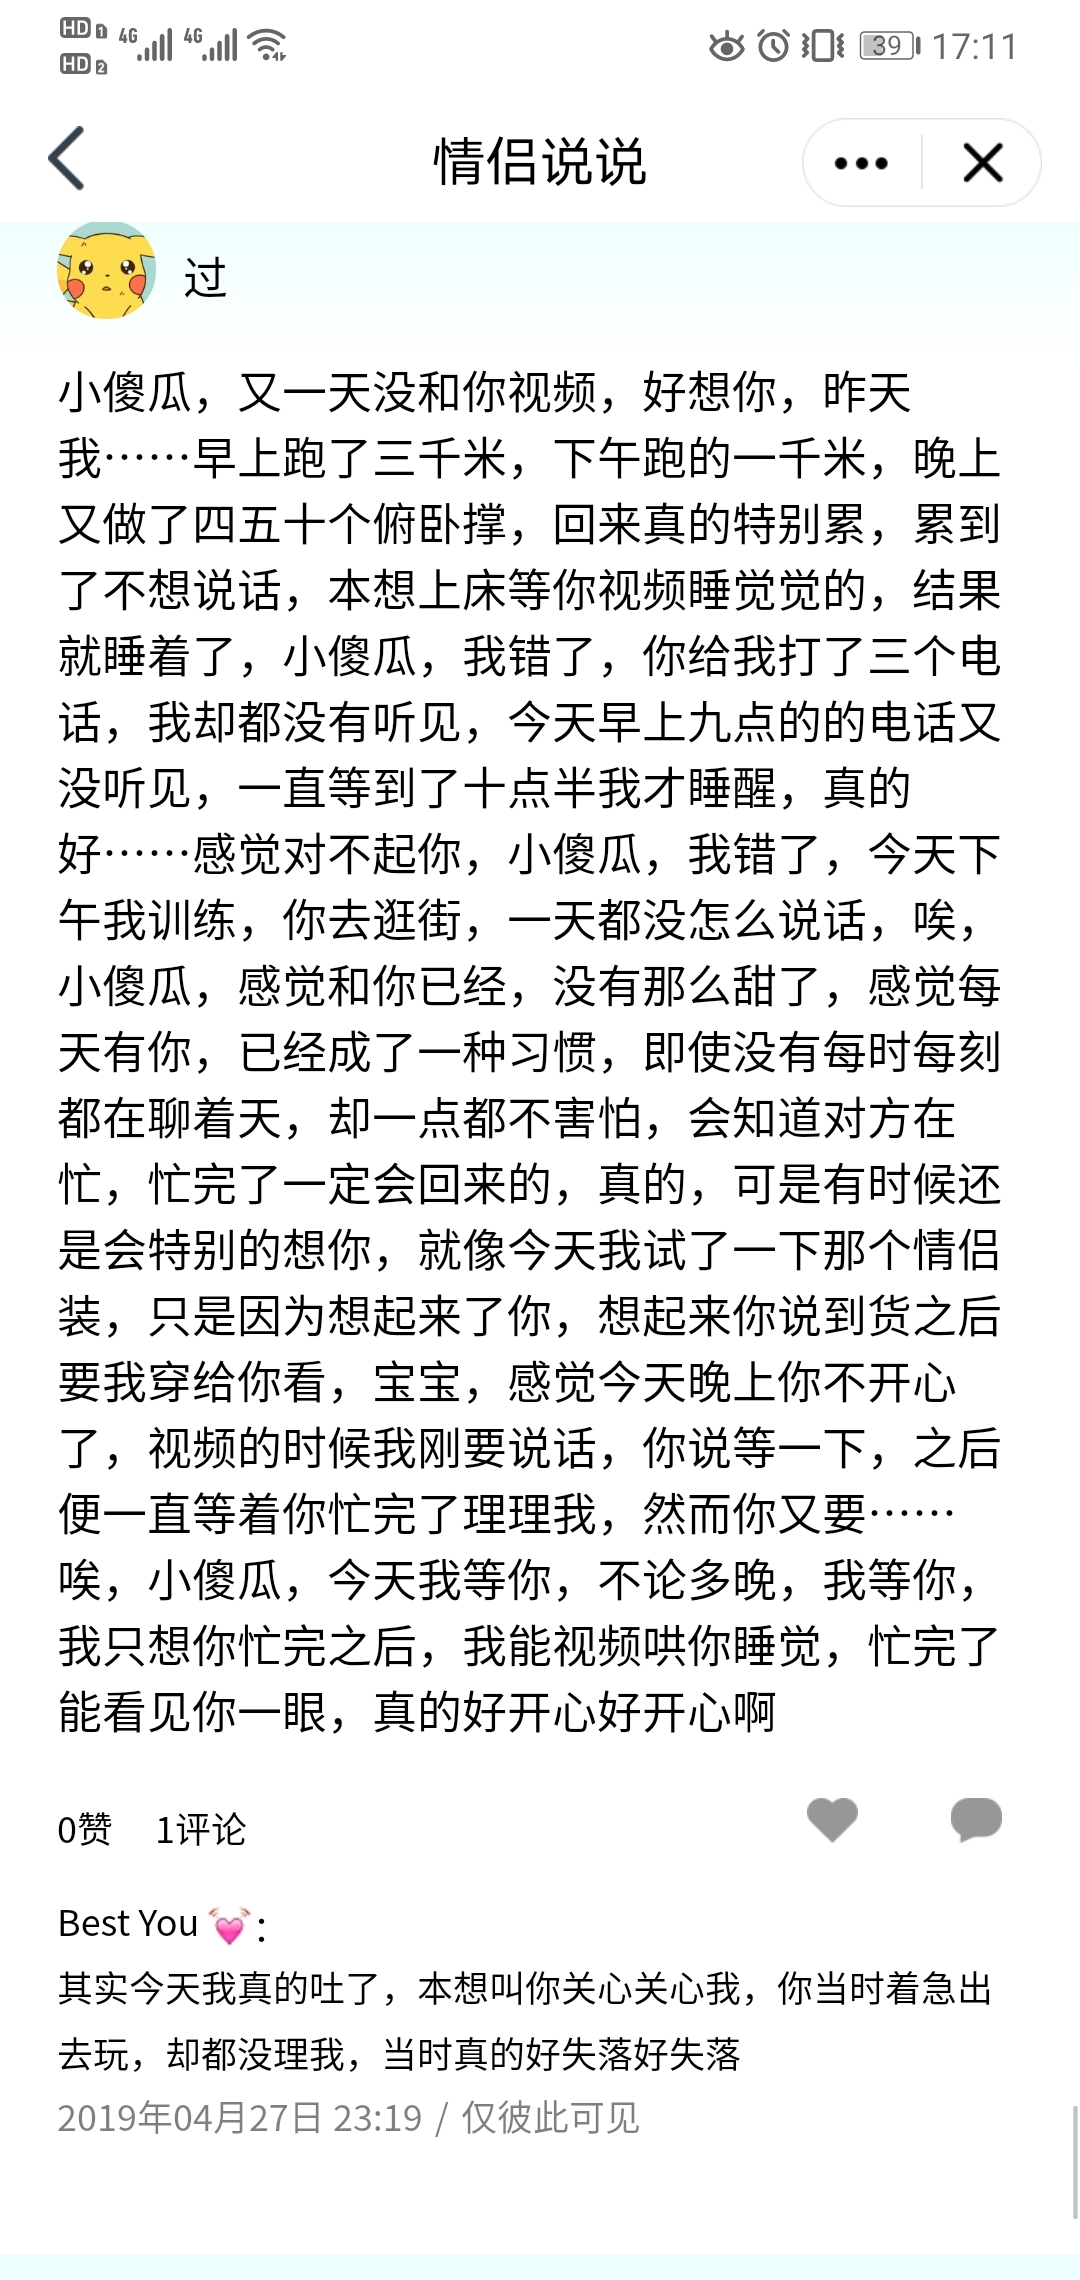 HD 1 4G 4G
HD 2 39 17:11
情侣说说
过
小傻瓜，又一天没和你视频，好想你，昨天
我……早上跑了三千米，下午跑的一千米，晚上
又做了四五十个俯卧撑，回来真的特别累，累到
了不想说话，本想上床等你视频睡觉觉的，结果
就睡着了，小傻瓜，我错了，你给我打了三个电
话，我却都没有听见，今天早上九点的的电话又
没听见，一直等到了十点半我才睡醒，真的
好……感觉对不起你，小傻瓜，我错了，今天下
午我训练，你去逛街，一天都没怎么说话，唉，
小傻瓜，感觉和你已经，没有那么甜了，感觉每
天有你，已经成了一种习惯，即使没有每时每刻
都在聊着天，却一点都不害怕，会知道对方在
忙，忙完了一定会回来的，真的，可是有时候还
是会特别的想你，就像今天我试了一下那个情侣
装，只是因为想起来了你，想起来你说到货之后
要我穿给你看，宝宝，感觉今天晚上你不开心
了，视频的时候我刚要说话，你说等一下，之后
便一直等着你忙完了理理我，然而你又要……
唉，小傻瓜，今天我等你，不论多晚，我等你，
我只想你忙完之后，我能视频哄你睡觉，忙完了
能看见你一眼，真的好开心好开心啊
0赞 1评论
Best You 💓：
其实今天我真的吐了，本想叫你关心关心我，你当时着急出
去玩，却都没理我，当时真的好失落好失落
2019年04月27日 23:19 / 仅彼此可见